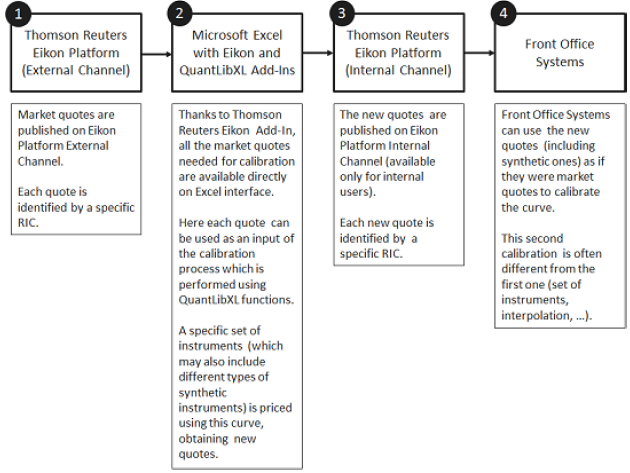 1
Thomson Reuters
Eikon Platform
(External Channel)
Market quotes are
published on Eikon
Platform External
Channel.
Each quote is
identified by a specific
RIC.
2
Microsoft Excel
with Eikon and
QuantLibXL Add-Ins
Thanks to Thomson
Reuters Eikon Add-In,
all the market quotes
needed for calibration
are available directly
on Excel interface.
Here each quote can
be used as an input of
the calibration
process which is
performed using
QuantLibXL functions.
A specific set of
instruments (which
may also include
different types of
synthetic
instruments) is priced
using this curve,
obtaining new
quotes.
3
Thomson Reuters
Eikon Platform
(Internal Channel)
The new quotes are
published on Eikon
Platform Internal
Channel (available
only for internal
users).
Each new quote is
identified by a
specific RIC.
4
Front Office
Systems
Front Office Systems
can use the new
quotes (including
synthetic ones) as if
they were market
quotes to calibrate
the curve.
This second
calibration is often
different from the
first one (set of
instruments,
interpolation, ...).